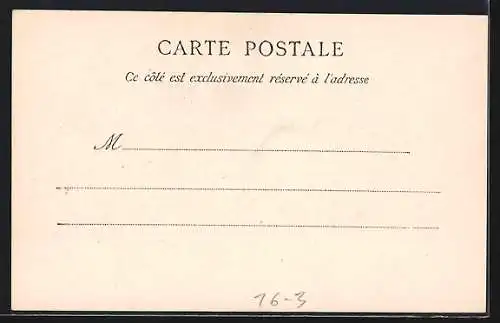 CARTE POSTALE
Ce côté est exclusivement réservé à l'adresse
M
16-3